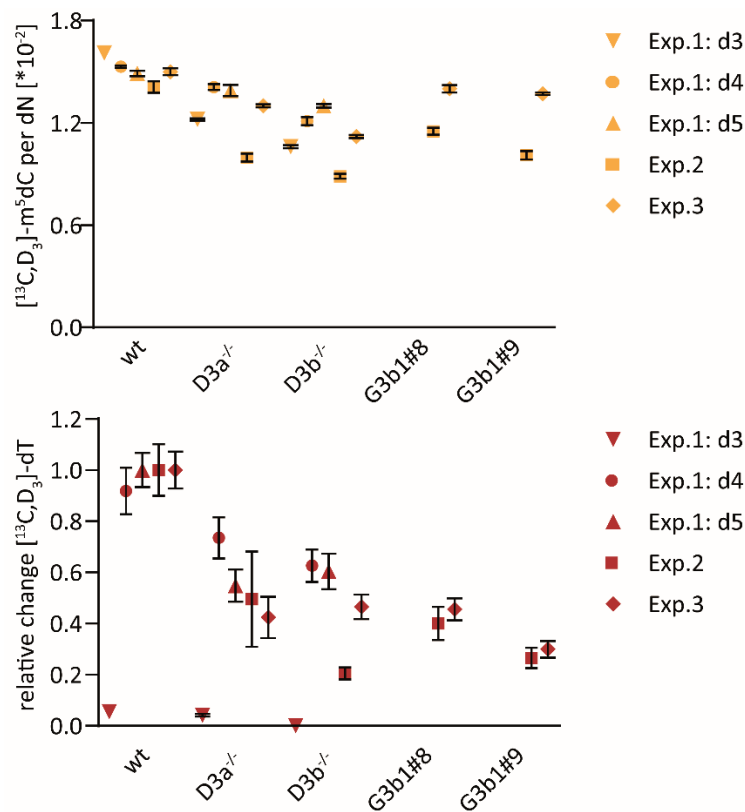 [¹³C,D₃]-m⁵dC per dN [*10⁻²]
1.8
1.2
0.6
0.0
wt
D3a⁻/⁻
D3b⁻/⁻
G3b1#8
G3b1#9
Exp.1: d3
Exp.1: d4
Exp.1: d5
Exp.2
Exp.3
relative change [¹³C,D₃]-dT
1.2
1.0
0.8
0.6
0.4
0.2
0.0
wt
D3a⁻/⁻
D3b⁻/⁻
G3b1#8
G3b1#9
Exp.1: d3
Exp.1: d4
Exp.1: d5
Exp.2
Exp.3